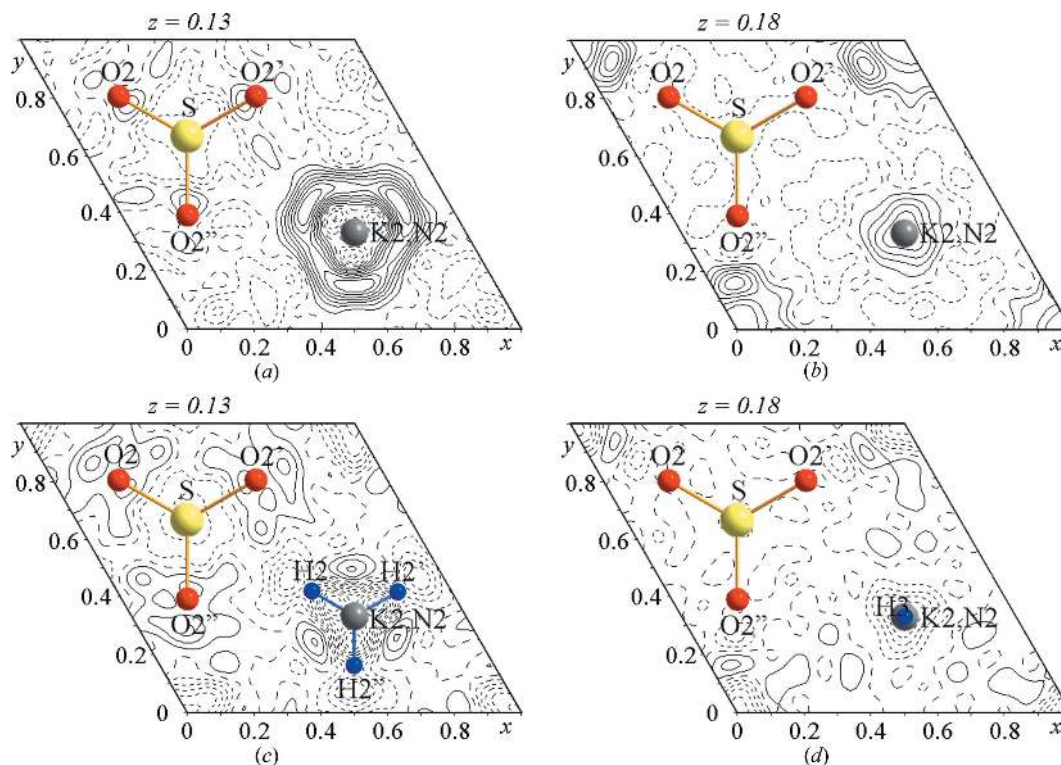 z = 0.13
y
O2
O2'
0.8
S
0.6
0.4
O2''
K2,N2
0.2
0
0
0.2
0.4
0.6
0.8
x
(a)
z = 0.18
y
O2
O2'
0.8
S
0.6
0.4
O2''
K2,N2
0.2
0
0
0.2
0.4
0.6
0.8
x
(b)
z = 0.13
y
O2
O2'
0.8
S
0.6
H2
H2'
0.4
O2''
K2,N2
0.2
H2''
0
0
0.2
0.4
0.6
0.8
x
(c)
z = 0.18
y
O2
O2'
0.8
S
0.6
0.4
O2''
H3
K2,N2
0.2
0
0
0.2
0.4
0.6
0.8
x
(d)